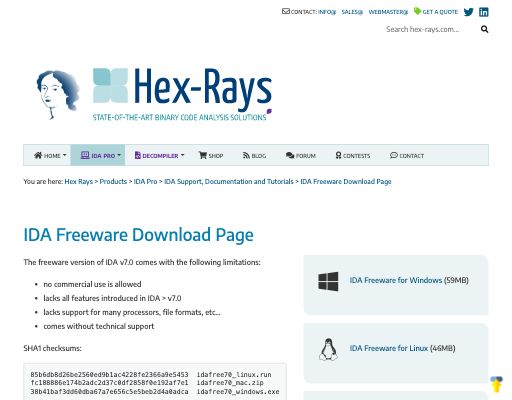 CONTACT: INFO@ SALES@ WEBMASTER@ GET A QUOTE
Search hex-rays.com...
Hex-Rays
STATE-OF-THE-ART BINARY CODE ANALYSIS SOLUTIONS
HOME IDA PRO DECOMPILER SHOP BLOG FORUM CONTESTS CONTACT
You are here: Hex Rays > Products > IDA Pro > IDA Support, Documentation and Tutorials > IDA Freeware Download Page
IDA Freeware Download Page
The freeware version of IDA v7.0 comes with the following limitations:
• no commercial use is allowed
• lacks all features introduced in IDA > v7.0
• lacks support for many processors, file formats, etc...
• comes without technical support
SHA1 checksums:
85b6db8d26be2560ed9b1ac4228fe2366a9e5453 idafree70_linux.run
fc188886e174b2adc2d37c0df2858f0e192af7e1 idafree70_mac.zip
38b41baf3dd60dba67a7e656c5e5beb2d4a0adca idafree70_windows.exe
IDA Freeware for Windows (59MB)
IDA Freeware for Linux (46MB)